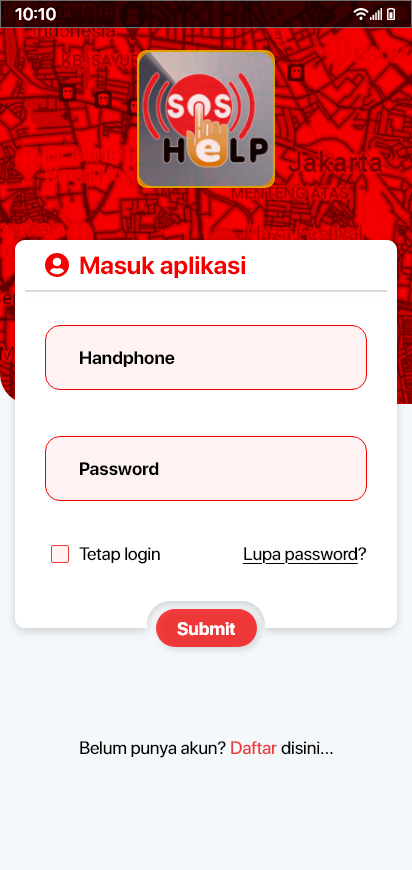 10:10
Indonesia
SOS
HELP
Jakarta
MENTENG ATAS
Masuk aplikasi
Handphone
Password
Tetap login
Lupa password?
Submit
Belum punya akun? Daftar disini...